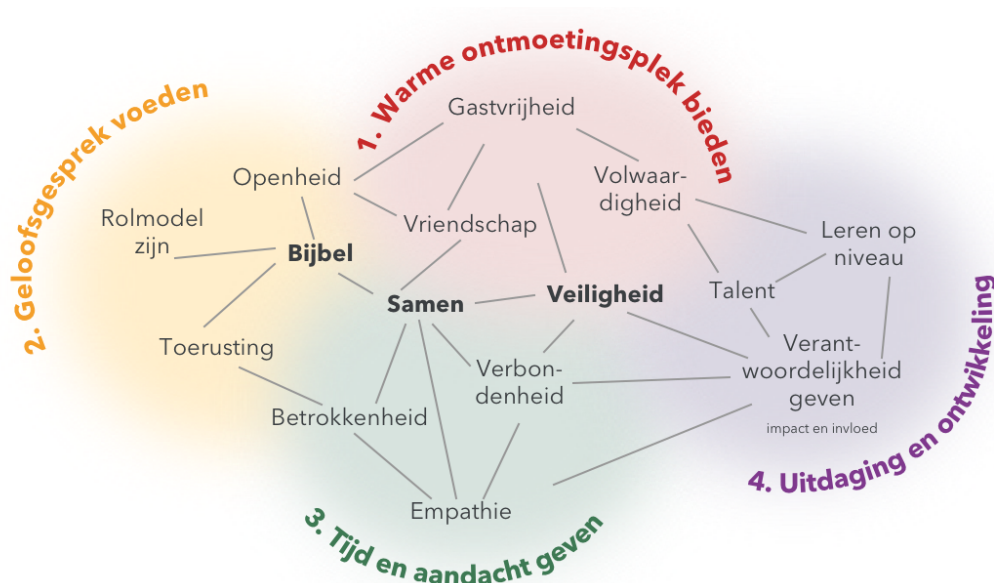 1. Warme ontmoetingsplek bieden
2. Geloofsgesprek voeden
Gastvrijheid
Openheid
Volwaar-
digheid
Rolmodel
zijn
Vriendschap
Leren op
niveau
Bijbel
Samen
Veiligheid
Talent
Toerusting
Verbon-
denheid
Verant-
woordelijkheid
geven
impact en invloed
Betrokkenheid
Empathie
3. Tijd en aandacht geven
4. Uitdaging en ontwikkeling